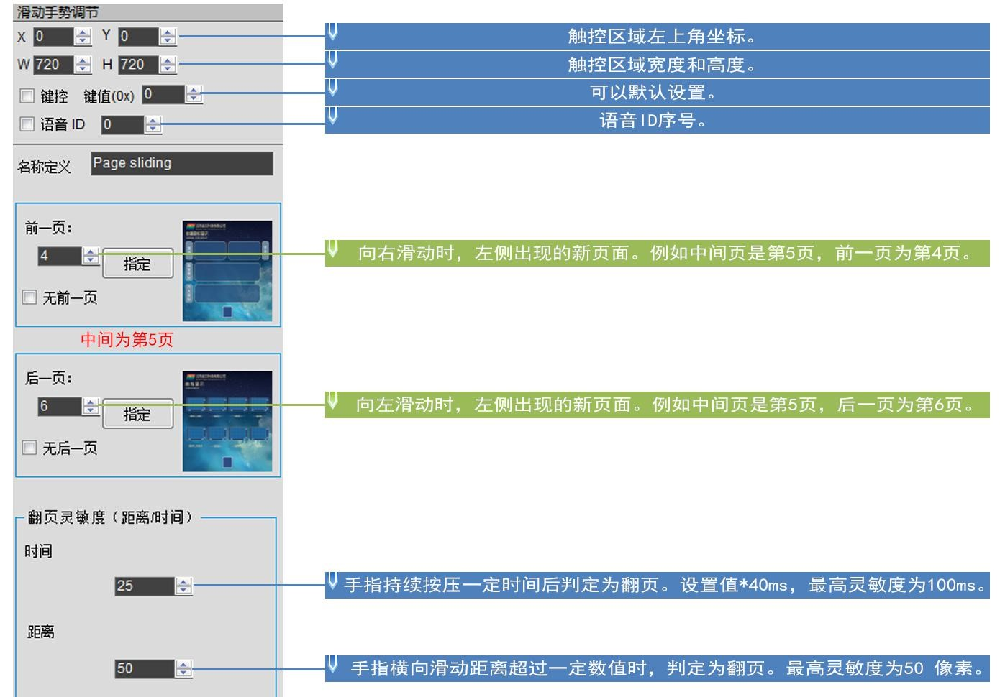 滑动手势调节
X 0 Y 0
触控区域左上角坐标。
W 720 H 720
触控区域宽度和高度。
键控 键值(0x) 0
可以默认设置。
语音 ID 0
语音ID序号。
名称定义 Page sliding
前一页：
4 指定
向右滑动时，左侧出现的新页面。例如中间页是第5页，前一页为第4页。
无前一页
中间为第5页
后一页：
6 指定
向左滑动时，左侧出现的新页面。例如中间页是第5页，后一页为第6页。
无后一页
翻页灵敏度（距离/时间）
时间
25
手指持续按压一定时间后判定为翻页。设置值*40ms，最高灵敏度为100ms。
距离
50
手指横向滑动距离超过一定数值时，判定为翻页。最高灵敏度为50 像素。